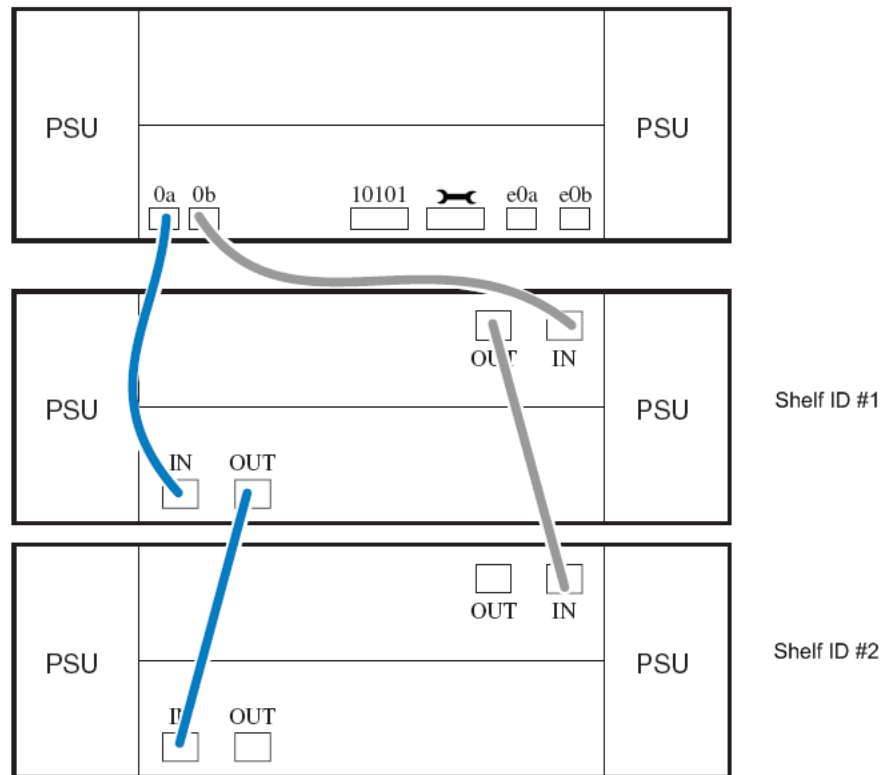 PSU
PSU
0a 0b 10101 e0a e0b
OUT IN
PSU
PSU
Shelf ID #1
IN OUT
OUT IN
PSU
PSU
Shelf ID #2
IN OUT